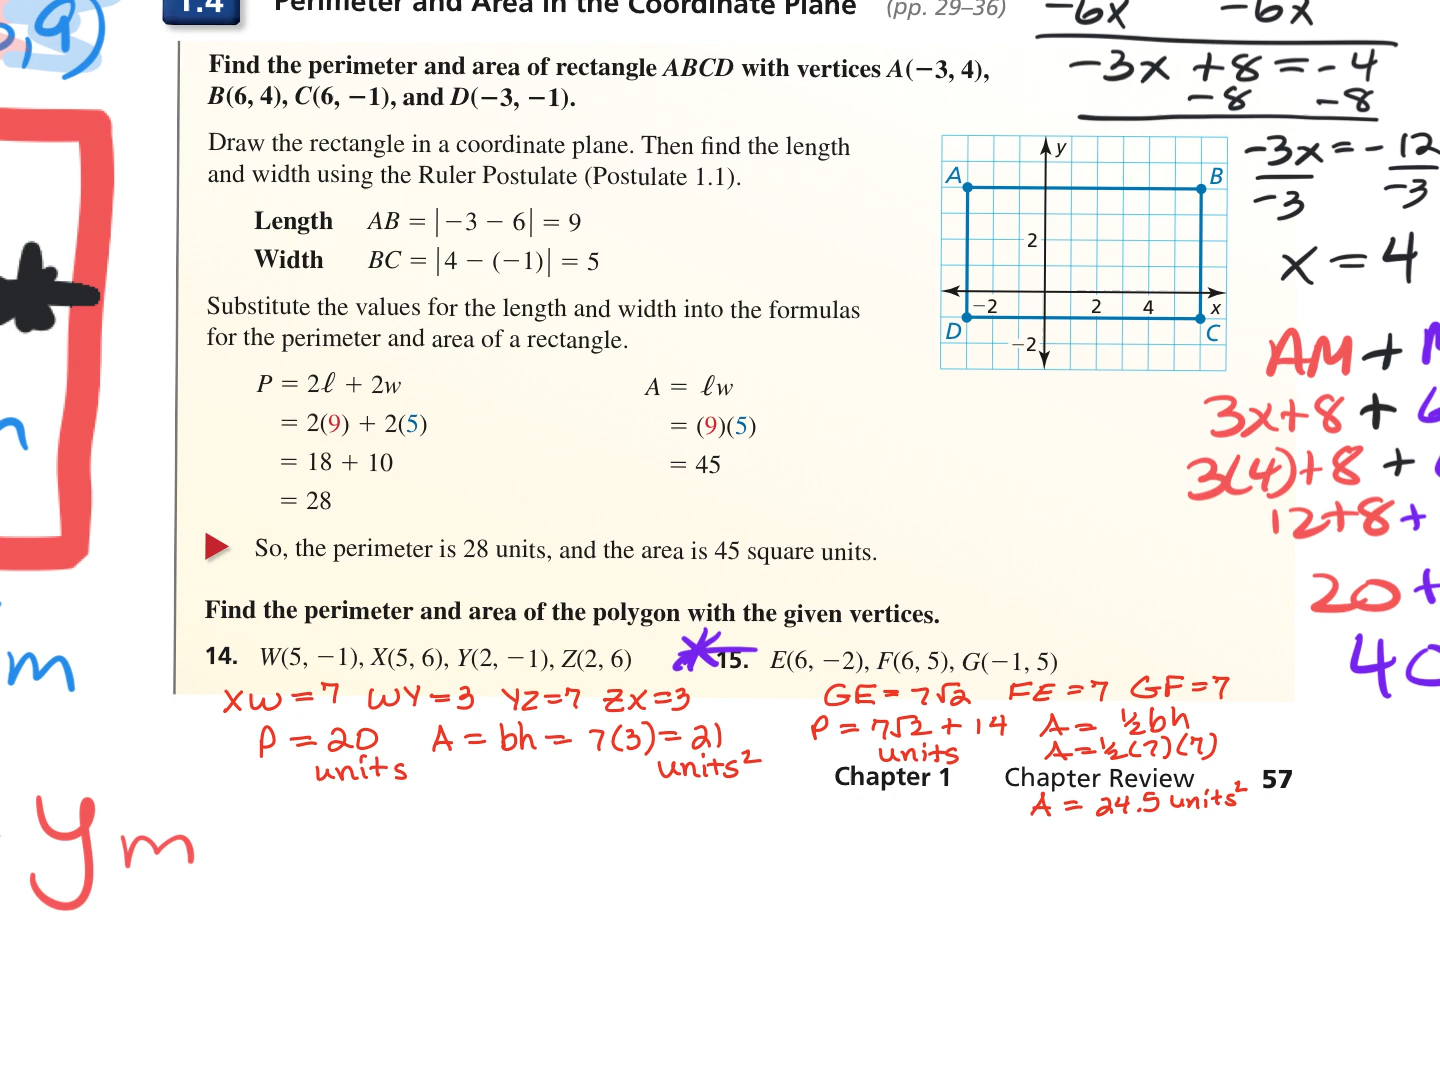 1.4 Perimeter and Area in the Coordinate Plane (pp. 29–36)
,9)
-6x -6x
-3x +8 = -4
-8 -8
-3x = -12
-3 -3
x = 4
Find the perimeter and area of rectangle ABCD with vertices A(−3, 4),
B(6, 4), C(6, −1), and D(−3, −1).
Draw the rectangle in a coordinate plane. Then find the length
and width using the Ruler Postulate (Postulate 1.1).
Length AB = |−3 − 6| = 9
Width BC = |4 − (−1)| = 5
Substitute the values for the length and width into the formulas
for the perimeter and area of a rectangle.
P = 2ℓ + 2w
= 2(9) + 2(5)
= 18 + 10
= 28
A = ℓw
= (9)(5)
= 45
A B y
2
−2 2 4 x
D −2 C
AM +
3x+8 +
3(4)+8 +
12+8+
20+
40
So, the perimeter is 28 units, and the area is 45 square units.
Find the perimeter and area of the polygon with the given vertices.
14. W(5, −1), X(5, 6), Y(2, −1), Z(2, 6)
XW = 7 WY = 3 YZ = 7 ZX = 3
P = 20 units
A = bh = 7(3) = 21 units²
*15. E(6, −2), F(6, 5), G(−1, 5)
GE = 7√2 FE = 7 GF = 7
P = 7√2 + 14 units
A = ½bh
A = ½(7)(7)
A = 24.5 units²
Chapter 1 Chapter Review 57
m
ym